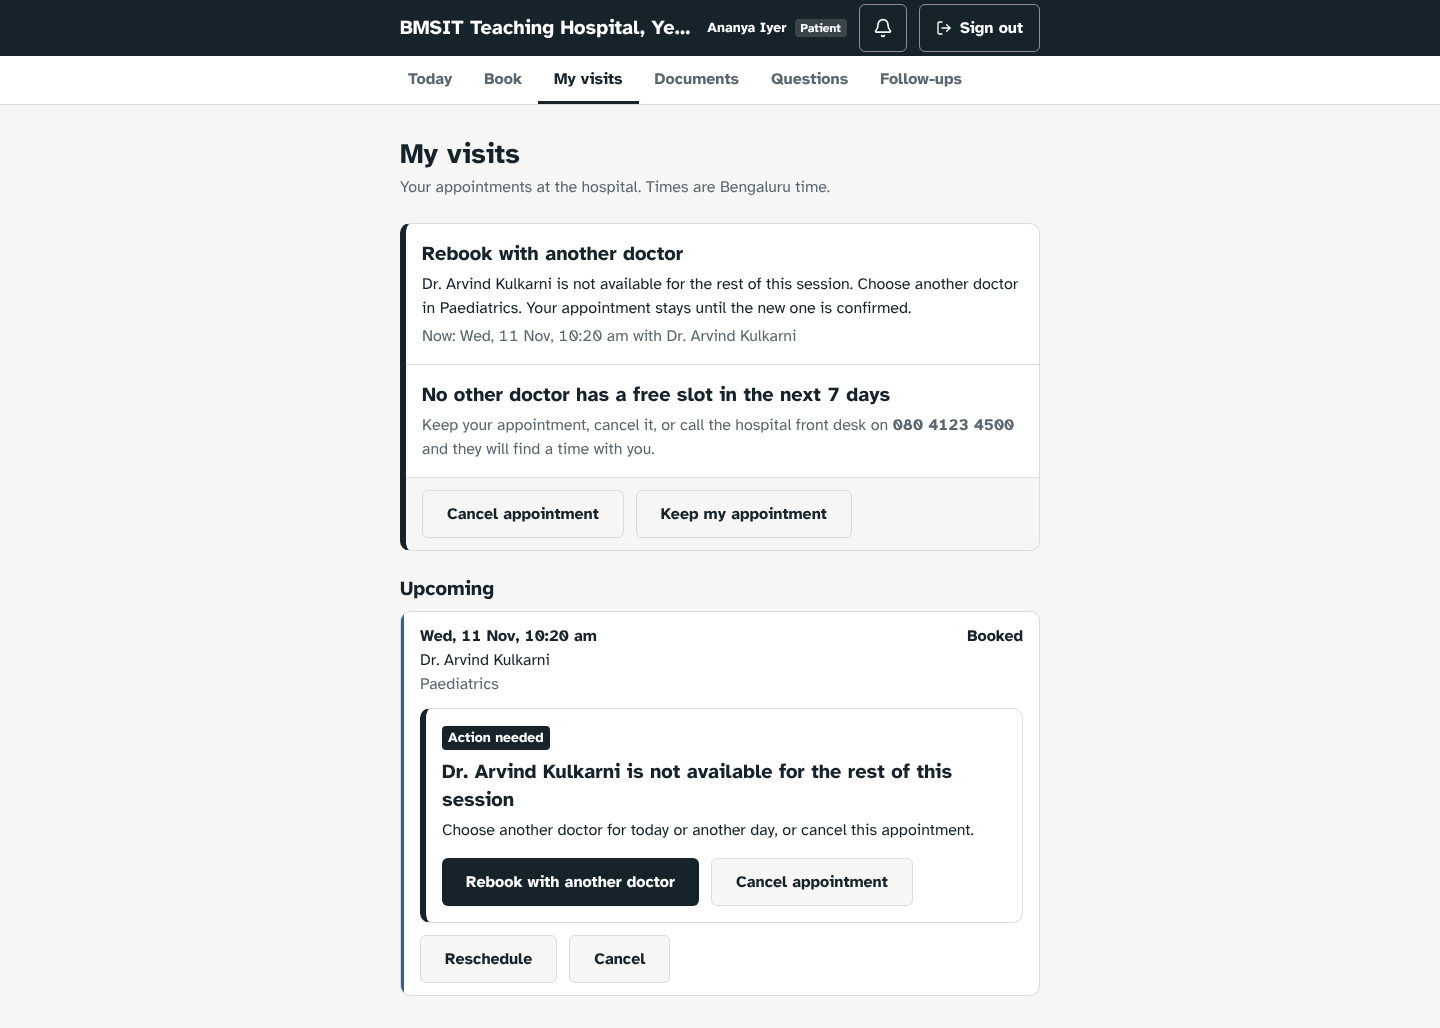 BMSIT Teaching Hospital, Ye...
Ananya Iyer
Patient
Sign out
Today
Book
My visits
Documents
Questions
Follow-ups
My visits
Your appointments at the hospital. Times are Bengaluru time.
Rebook with another doctor
Dr. Arvind Kulkarni is not available for the rest of this session. Choose another doctor
in Paediatrics. Your appointment stays until the new one is confirmed.
Now: Wed, 11 Nov, 10:20 am with Dr. Arvind Kulkarni
No other doctor has a free slot in the next 7 days
Keep your appointment, cancel it, or call the hospital front desk on 080 4123 4500
and they will find a time with you.
Cancel appointment
Keep my appointment
Upcoming
Wed, 11 Nov, 10:20 am
Booked
Dr. Arvind Kulkarni
Paediatrics
Action needed
Dr. Arvind Kulkarni is not available for the rest of this
session
Choose another doctor for today or another day, or cancel this appointment.
Rebook with another doctor
Cancel appointment
Reschedule
Cancel